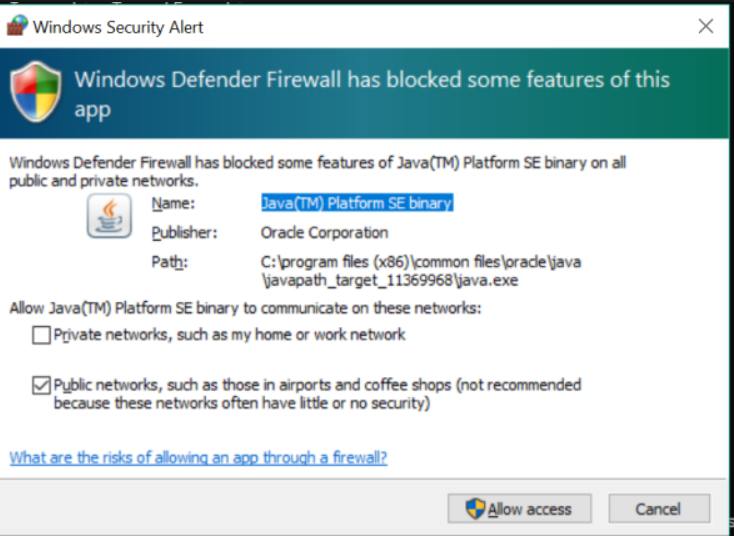 Windows Security Alert
Windows Defender Firewall has blocked some features of this
app
Windows Defender Firewall has blocked some features of Java(TM) Platform SE binary on all
public and private networks.
Name: Java(TM) Platform SE binary
Publisher: Oracle Corporation
Path: C:\program files (x86)\common files\oracle\java
\javapath_target_11369968\java.exe
Allow Java(TM) Platform SE binary to communicate on these networks:
Private networks, such as my home or work network
Public networks, such as those in airports and coffee shops (not recommended
because these networks often have little or no security)
What are the risks of allowing an app through a firewall?
Allow access Cancel